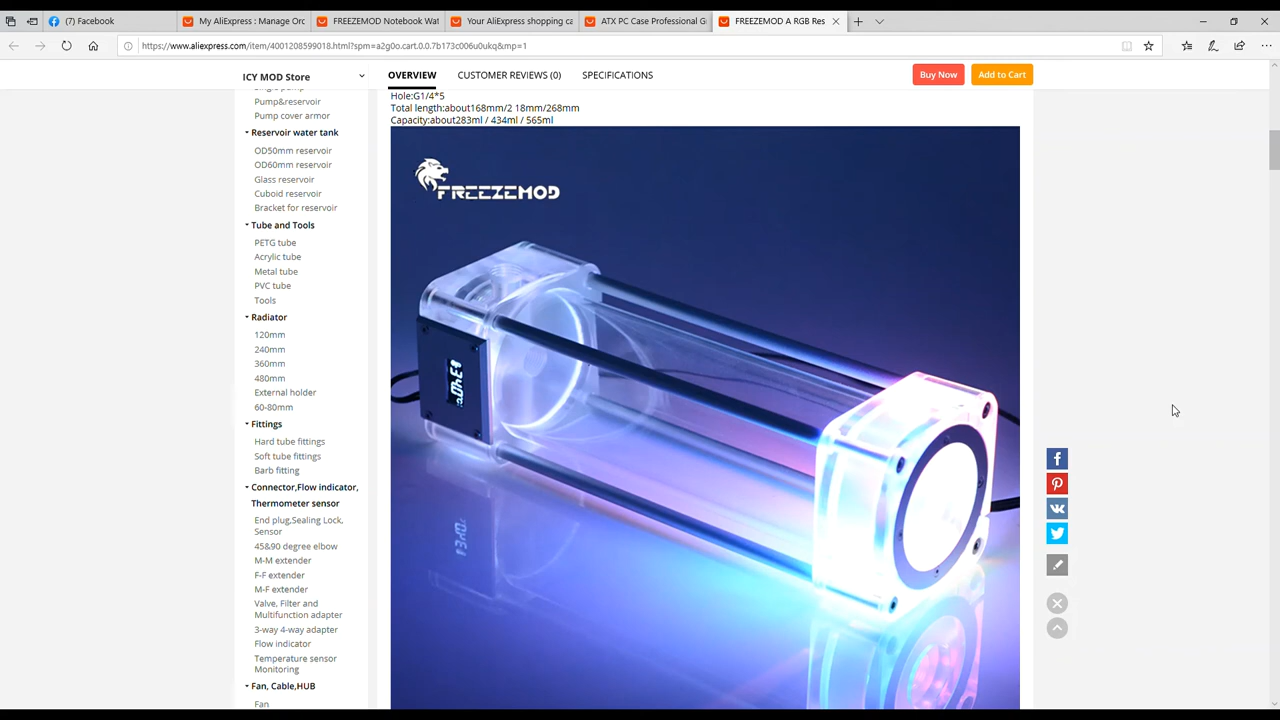 (7) Facebook
My AliExpress : Manage Orc
FREEZEMOD Notebook Wat
Your AliExpress shopping ca
ATX PC Case Professional G
FREEZEMOD A RGB Res
https://www.aliexpress.com/item/4001208599018.html?spm=a2g0o.cart.0.0.7b173c006u0ukq&mp=1
ICY MOD Store
OVERVIEW
CUSTOMER REVIEWS (0)
SPECIFICATIONS
Buy Now
Add to Cart
Single pump
Pump&reservoir
Pump cover armor
Reservoir water tank
OD50mm reservoir
OD60mm reservoir
Glass reservoir
Cuboid reservoir
Bracket for reservoir
Tube and Tools
PETG tube
Acrylic tube
Metal tube
PVC tube
Tools
Radiator
120mm
240mm
360mm
480mm
External holder
60-80mm
Fittings
Hard tube fittings
Soft tube fittings
Barb fitting
Connector,Flow indicator,
Thermometer sensor
End plug,Sealing Lock,
Sensor
45&90 degree elbow
M-M extender
F-F extender
M-F extender
Valve, Filter and
Multifunction adapter
3-way 4-way adapter
Flow indicator
Temperature sensor
Monitoring
Fan, Cable,HUB
Fan
Hole:G1/4*5
Total length:about168mm/2 18mm/268mm
Capacity:about283ml / 434ml / 565ml
FREEZEMOD